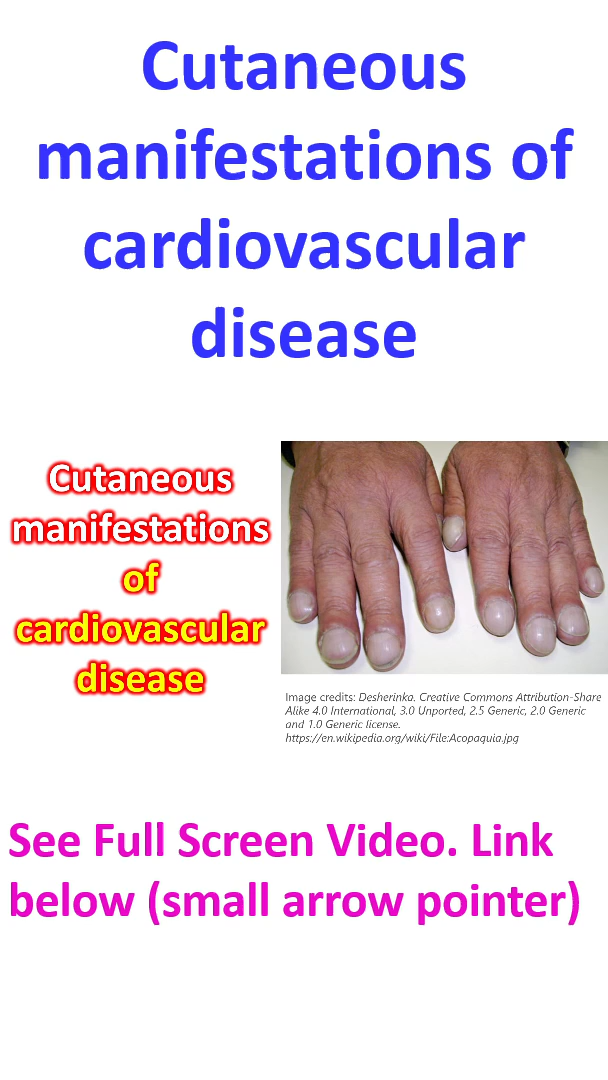 Cutaneous
manifestations of
cardiovascular
disease
Cutaneous
manifestations
of
cardiovascular
disease
Image credits: Desherinka. Creative Commons Attribution-Share
Alike 4.0 International, 3.0 Unported, 2.5 Generic, 2.0 Generic
and 1.0 Generic license.
https://en.wikipedia.org/wiki/File:Acopaquia.jpg
See Full Screen Video. Link
below (small arrow pointer)